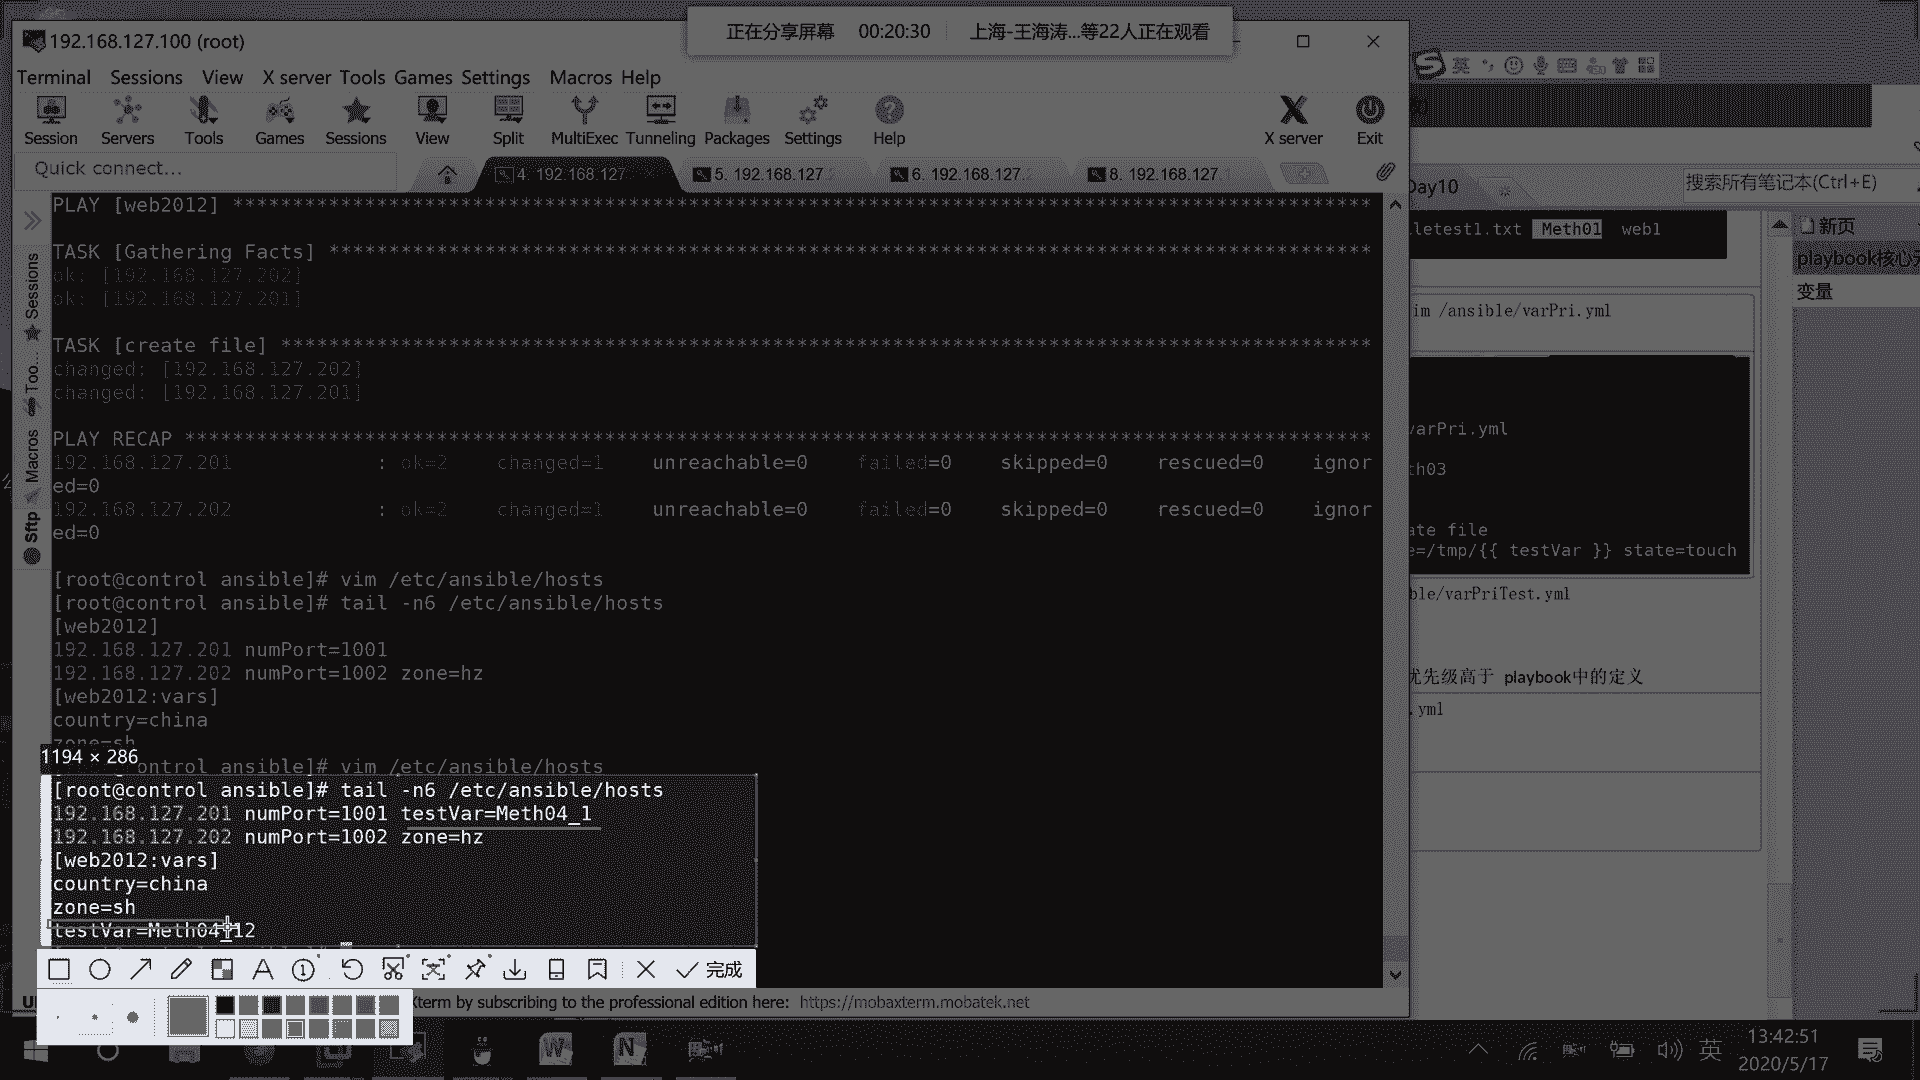 正在分享屏幕 00:20:30 上海-王海涛...等22人正在观看
192.168.127.100 (root)
Terminal Sessions View X server Tools Games Settings Macros Help
英
Session Servers Tools Games Sessions View Split MultiExec Tunneling Packages Settings Help X server Exit
Quick connect...
4. 192.168.127 5. 192.168.127. 6. 192.168.127. 8. 192.168.127.
Day10
搜索所有笔记本(Ctrl+E)
PLAY [web2012] ******************************************************************************
TASK [Gathering Facts] ******************************************************************************
ok: [192.168.127.202]
ok: [192.168.127.201]
TASK [create file] ******************************************************************************
changed: [192.168.127.202]
changed: [192.168.127.201]
PLAY RECAP ******************************************************************************
192.168.127.201 : ok=2 changed=1 unreachable=0 failed=0 skipped=0 rescued=0 ignor
ed=0
192.168.127.202 : ok=2 changed=1 unreachable=0 failed=0 skipped=0 rescued=0 ignor
ed=0
[root@control ansible]# vim /etc/ansible/hosts
[root@control ansible]# tail -n6 /etc/ansible/hosts
[web2012]
192.168.127.201 numPort=1001
192.168.127.202 numPort=1002 zone=hz
[web2012:vars]
country=china
zone=sh
1194 × 286
ontrol ansible]# vim /etc/ansible/hosts
[root@control ansible]# tail -n6 /etc/ansible/hosts
192.168.127.201 numPort=1001 testVar=Meth04_1
192.168.127.202 numPort=1002 zone=hz
[web2012:vars]
country=china
zone=sh
testVar=Meth04_12
完成
Sessions
Too...
Macros
Sftp
letest1.txt Meth01 web1
im /ansible/varPri.yml
varPri.yml
th03
ate file
e=/tmp/{{ testVar }} state=touch
ble/varPriTest.yml
优先级高于 playbook中的定义
.yml
新页
playbook核心元
变量
Xterm by subscribing to the professional edition here: https://mobaxterm.mobatek.net
英
13:42:51
2020/5/17